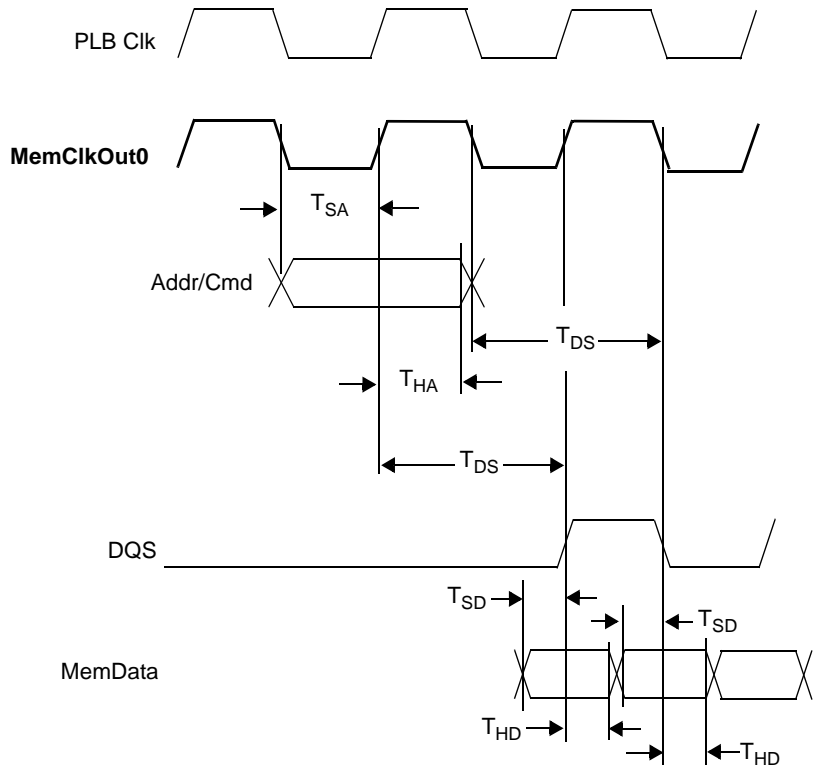 PLB Clk
MemClkOut0
TSA
Addr/Cmd
TDS
THA
TDS
DQS
TSD
TSD
MemData
THD
THD